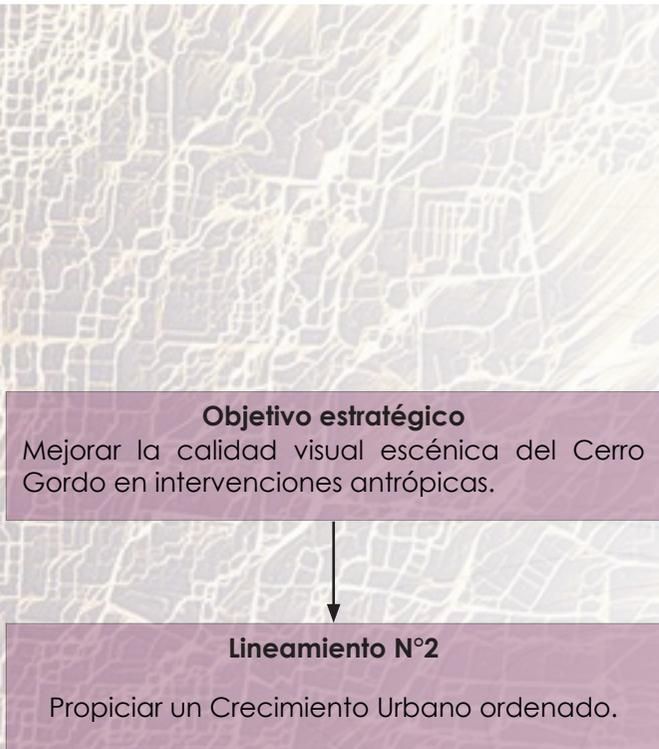 Objetivo estratégico
Mejorar la calidad visual escénica del Cerro
Gordo en intervenciones antrópicas.
Lineamiento N°2
Propiciar un Crecimiento Urbano ordenado.